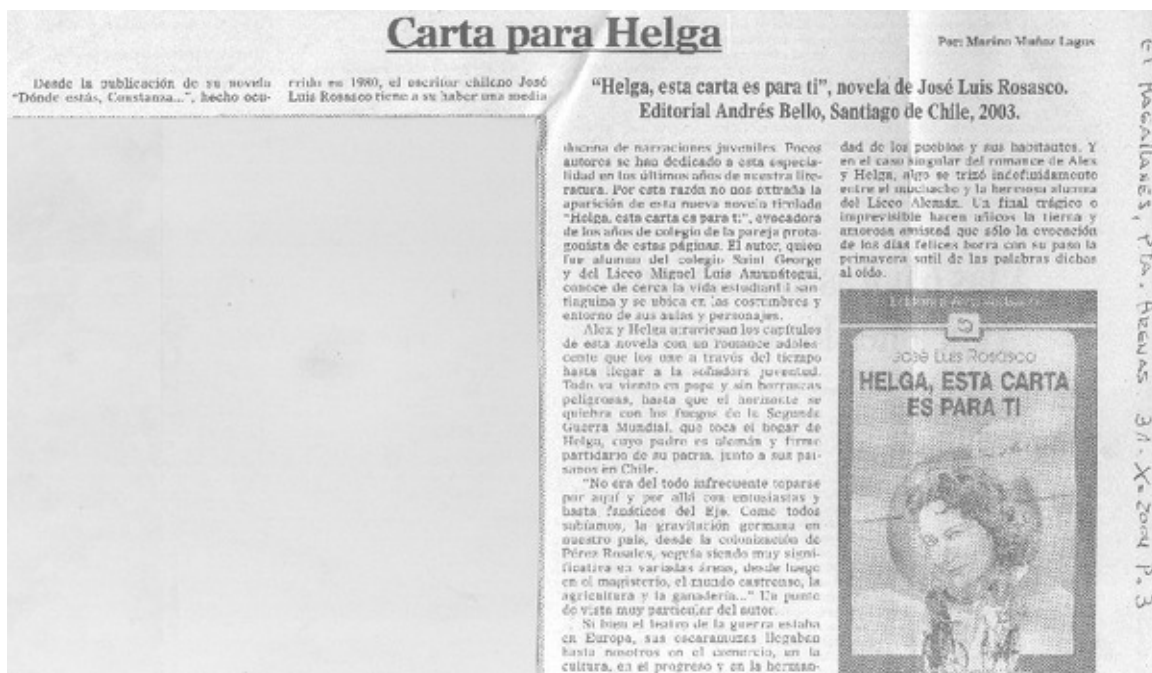 Carta para Helga
Por: Marino Muñoz Lagos
Desde la publicación de su novela
"Dónde estás, Constanza...", hecho ocu-
rrido en 1980, el escritor chileno José
Luis Rosasco tiene a su haber una media
"Helga, esta carta es para ti", novela de José Luis Rosasco.
Editorial Andrés Bello, Santiago de Chile, 2003.
docena de narraciones juveniles. Pocos
autores se han dedicado a esta especia-
lidad en los últimos años de nuestra lite-
ratura. Por esta razón no nos extraña la
aparición de esta nueva novela titulada
"Helga, esta carta es para ti", evocadora
de los años de colegio de la pareja prota-
gonista de estas páginas. El autor, quien
fue alumno del colegio Saint George
y del Liceo Miguel Luis Amunátegui,
conoce de cerca la vida estudiantil san-
tiaguina y se ubica en las costumbres y
entorno de sus aulas y personajes.
Alex y Helga atraviesan los capítulos
de esta novela con un romance adoles-
cente que los une a través del tiempo
hasta llegar a la soñadora juventud.
Todo va viento en popa y sin borrascas
peligrosas, hasta que el horizonte se
quiebra con los fuegos de la Segunda
Guerra Mundial, que toca el hogar de
Helga, cuyo padre es alemán y firme
partidario de su patria, junto a sus pai-
sanos en Chile.
"No era del todo infrecuente toparse
por aquí y por allá con entusiastas y
hasta fanáticos del Eje. Como todos
sabíamos, la gravitación germana en
nuestro país, desde la colonización de
Pérez Rosales, seguía siendo muy signi-
ficativa en variadas áreas, desde luego
en el magisterio, el mundo castrense, la
agricultura y la ganadería..." Un punto
de vista muy particular del autor.
Si bien el teatro de la guerra estaba
en Europa, sus escaramuzas llegaban
hasta nosotros en el comercio, en la
cultura, en el progreso y en la herman-
dad de los pueblos y sus habitantes. Y
en el caso singular del romance de Alex
y Helga, algo se trizó indefinidamente
entre el muchacho y la hermosa alumna
del Liceo Alemán. Un final trágico o
imprevisible hacen añicos la tierna y
amorosa amistad que sólo la evocación
de los días felices borra con su paso la
primavera sutil de las palabras dichas
al oído.
José Luis Rosasco
HELGA, ESTA CARTA
ES PARA TI
El MAGALLANES, PTA. ARENAS 31.X.2004 P.3